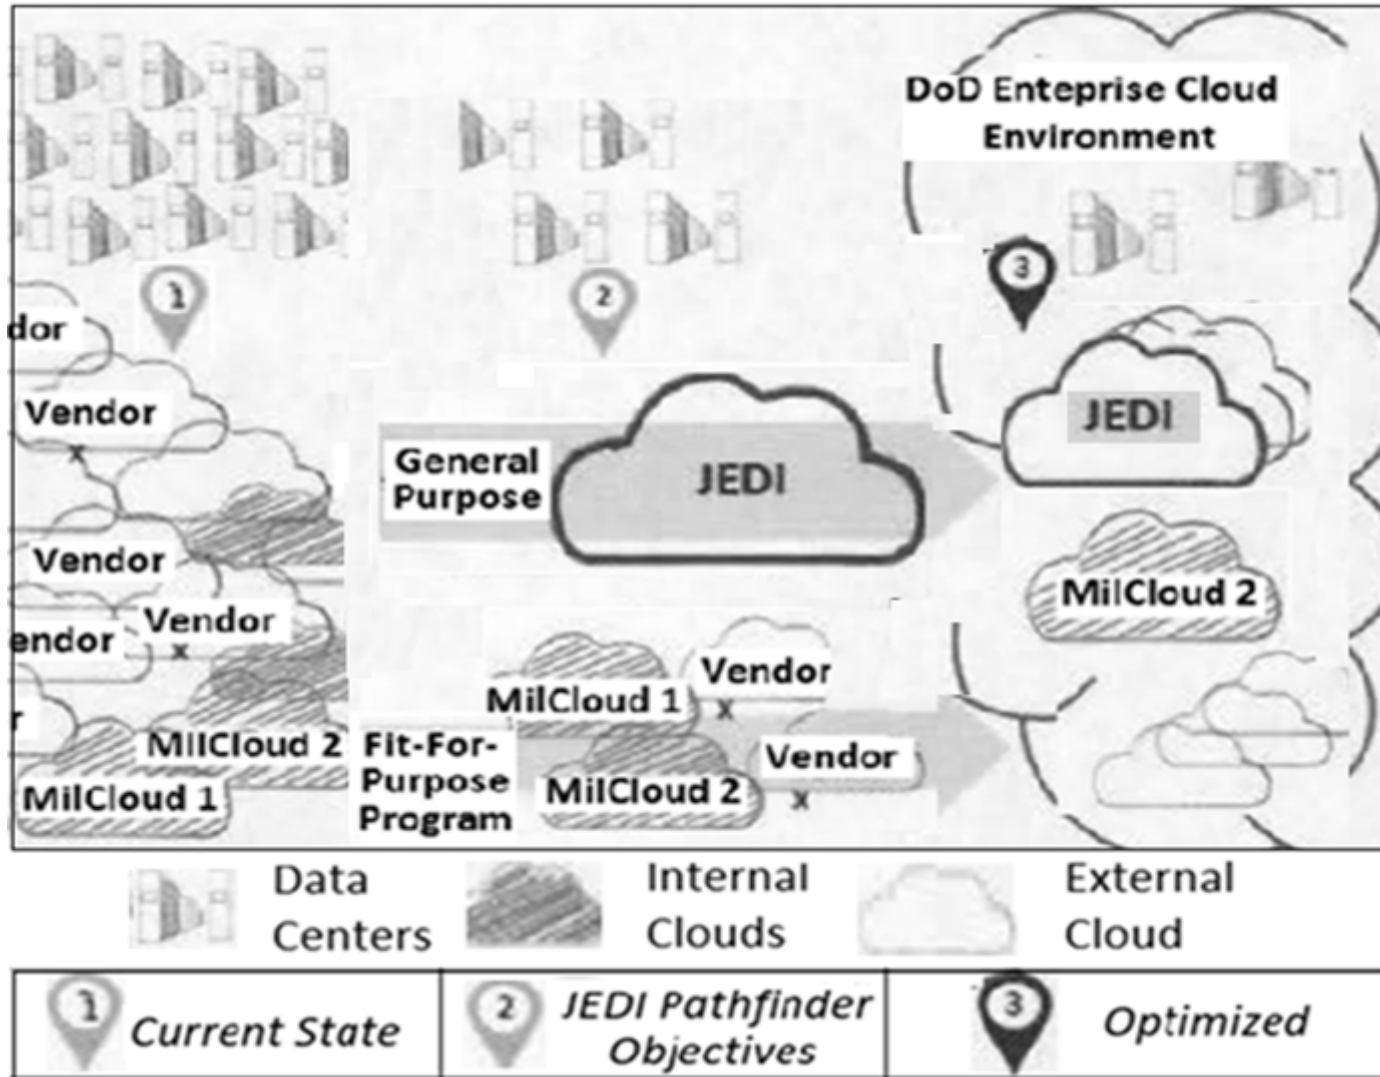 DoD Enteprise Cloud
Environment
1
2
3
dor
Vendor
Vendor
Vendor
endor
r
MilCloud 2
MilCloud 1
General
Purpose
JEDI
JEDI
MilCloud 2
Fit-For-
Purpose
Program
MilCloud 1
Vendor
x
MilCloud 2
Vendor
x
x
x
Data
Centers
Internal
Clouds
External
Cloud
1
Current State
2
JEDI Pathfinder
Objectives
3
Optimized